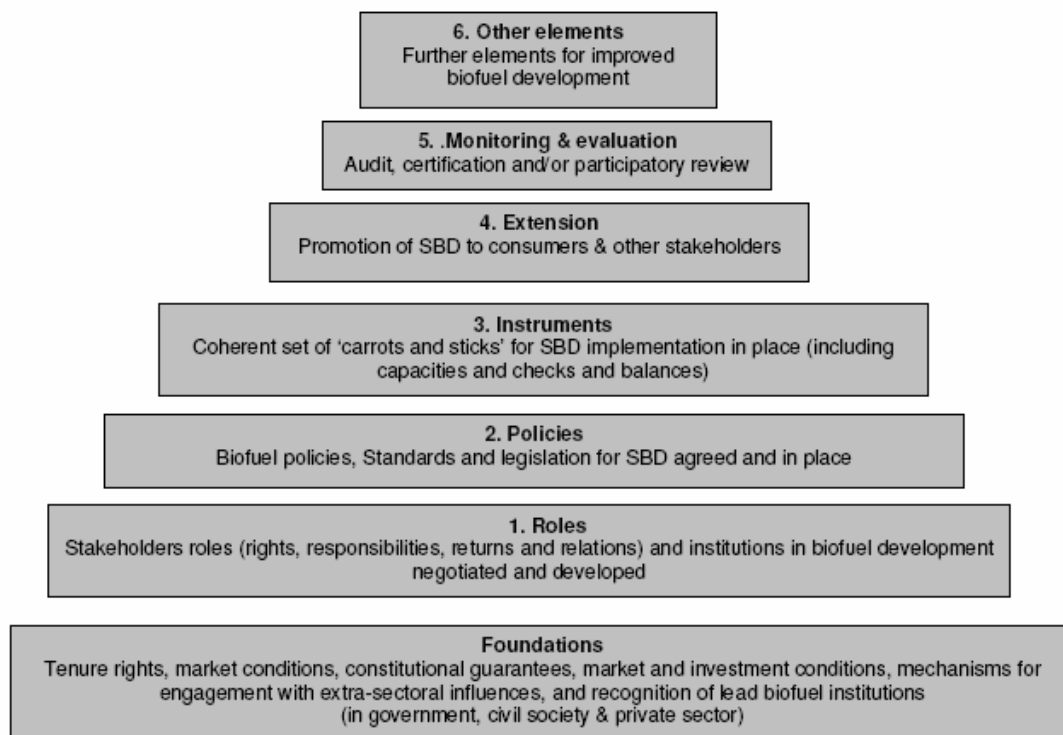 6. Other elements
Further elements for improved
biofuel development
5. .Monitoring & evaluation
Audit, certification and/or participatory review
4. Extension
Promotion of SBD to consumers & other stakeholders
3. Instruments
Coherent set of ‘carrots and sticks’ for SBD implementation in place (including
capacities and checks and balances)
2. Policies
Biofuel policies, Standards and legislation for SBD agreed and in place
1. Roles
Stakeholders roles (rights, responsibilities, returns and relations) and institutions in biofuel development
negotiated and developed
Foundations
Tenure rights, market conditions, constitutional guarantees, market and investment conditions, mechanisms for
engagement with extra-sectoral influences, and recognition of lead biofuel institutions
(in government, civil society & private sector)